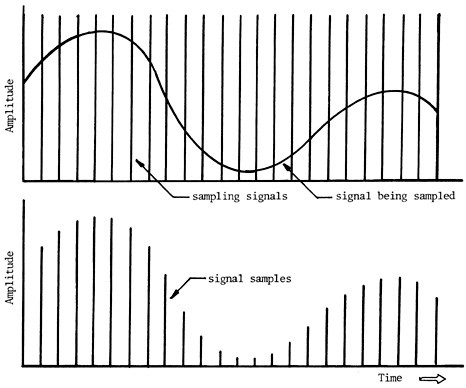 Amplitude
sampling signals
signal being sampled
Amplitude
signal samples
Time